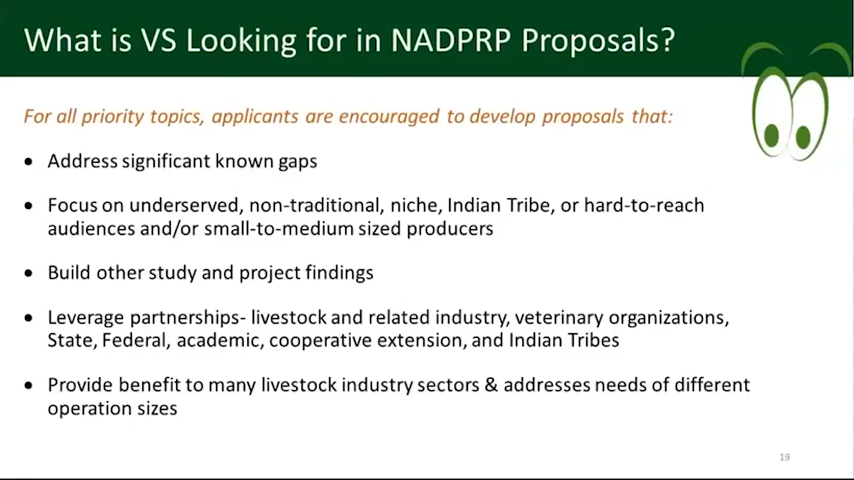 What is VS Looking for in NADPRP Proposals?
For all priority topics, applicants are encouraged to develop proposals that:
• Address significant known gaps
• Focus on underserved, non-traditional, niche, Indian Tribe, or hard-to-reach
audiences and/or small-to-medium sized producers
• Build other study and project findings
• Leverage partnerships- livestock and related industry, veterinary organizations,
State, Federal, academic, cooperative extension, and Indian Tribes
• Provide benefit to many livestock industry sectors & addresses needs of different
operation sizes
19